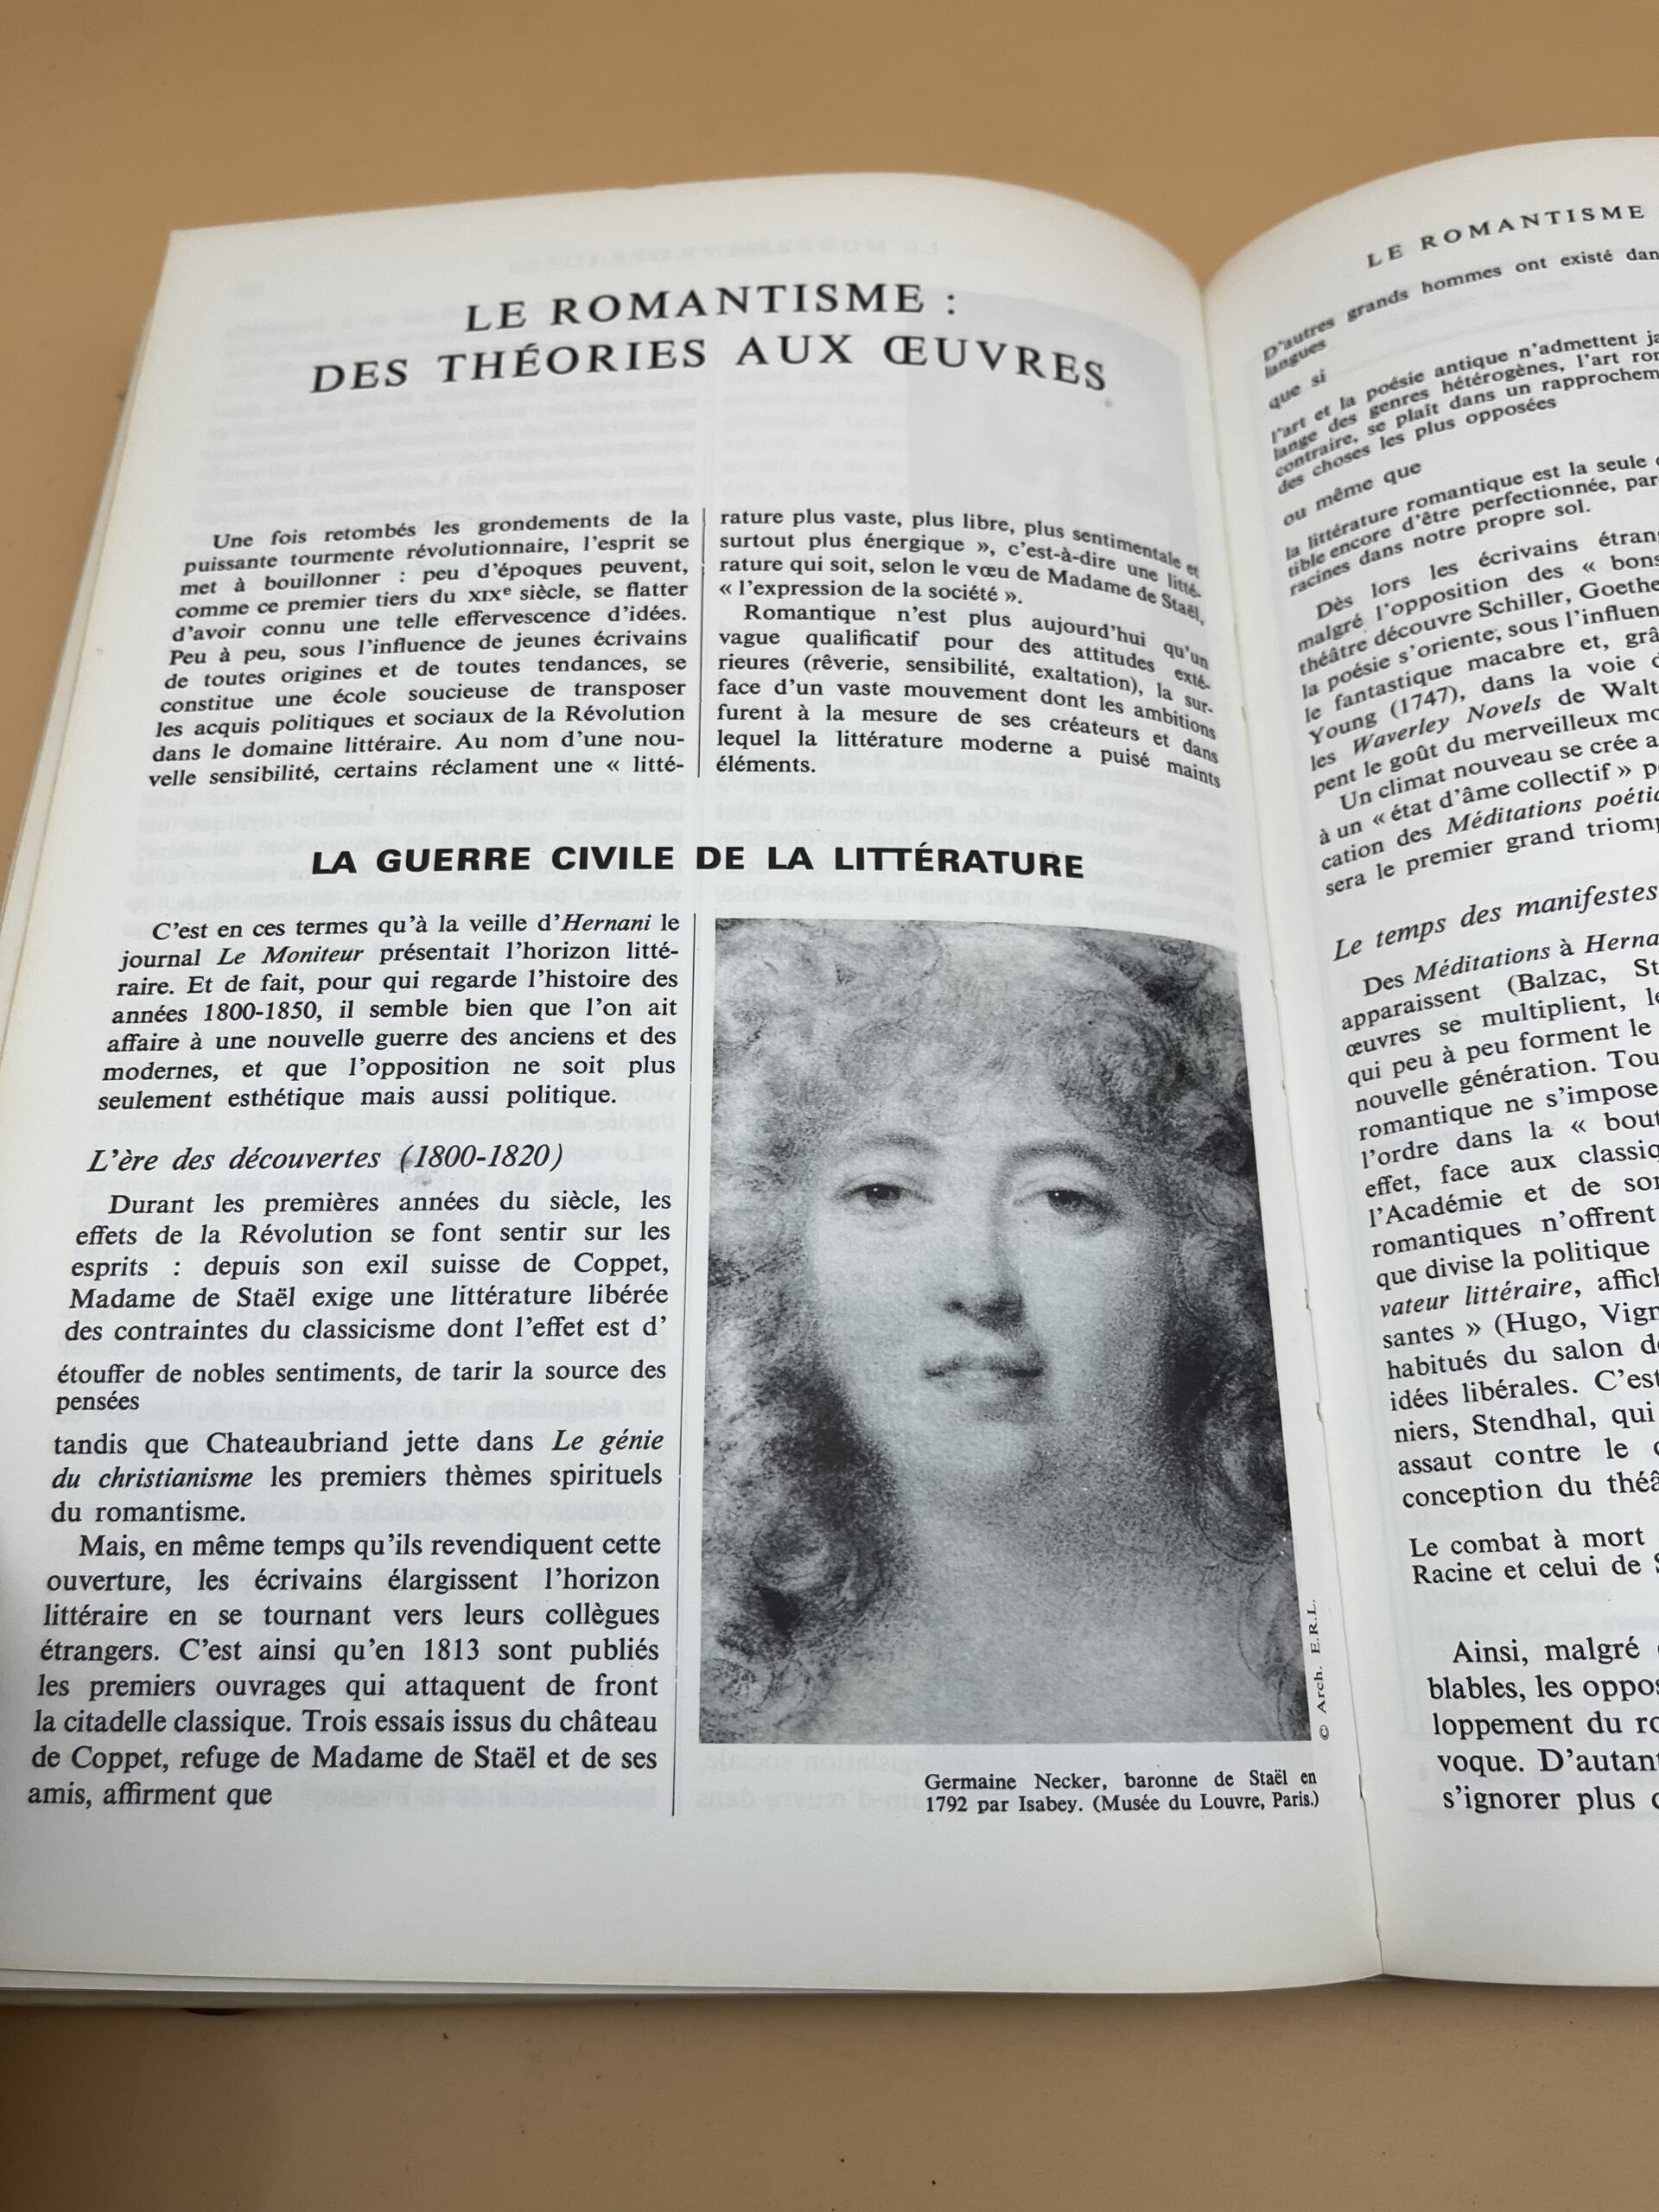 LE ROMANTISME :
DES THÉORIES AUX ŒUVRES
Une fois retombés les grondements de la
puissante tourmente révolutionnaire, l'esprit se
met à bouillonner : peu d'époques peuvent,
comme ce premier tiers du XIXe siècle, se flatter
d'avoir connu une telle effervescence d'idées.
Peu à peu, sous l'influence de jeunes écrivains
de toutes origines et de toutes tendances, se
constitue une école soucieuse de transposer
les acquis politiques et sociaux de la Révolution
dans le domaine littéraire. Au nom d'une nou-
velle sensibilité, certains réclament une « litté-
rature plus vaste, plus libre, plus sentimentale et
surtout plus énergique », c'est-à-dire une litté-
rature qui soit, selon le vœu de Madame de Staël,
« l'expression de la société ».
Romantique n'est plus aujourd'hui qu'un
vague qualificatif pour des attitudes exté-
rieures (rêverie, sensibilité, exaltation), la sur-
face d'un vaste mouvement dont les ambitions
furent à la mesure de ses créateurs et dans
lequel la littérature moderne a puisé maints
éléments.
LA GUERRE CIVILE DE LA LITTÉRATURE
C'est en ces termes qu'à la veille d'Hernani le
journal Le Moniteur présentait l'horizon litté-
raire. Et de fait, pour qui regarde l'histoire des
années 1800-1850, il semble bien que l'on ait
affaire à une nouvelle guerre des anciens et des
modernes, et que l'opposition ne soit plus
seulement esthétique mais aussi politique.
L'ère des découvertes (1800-1820)
Durant les premières années du siècle, les
effets de la Révolution se font sentir sur les
esprits : depuis son exil suisse de Coppet,
Madame de Staël exige une littérature libérée
des contraintes du classicisme dont l'effet est d'
étouffer de nobles sentiments, de tarir la source des
pensées
tandis que Chateaubriand jette dans Le génie
du christianisme les premiers thèmes spirituels
du romantisme.
Mais, en même temps qu'ils revendiquent cette
ouverture, les écrivains élargissent l'horizon
littéraire en se tournant vers leurs collègues
étrangers. C'est ainsi qu'en 1813 sont publiés
les premiers ouvrages qui attaquent de front
la citadelle classique. Trois essais issus du château
de Coppet, refuge de Madame de Staël et de ses
amis, affirment que
© Arch. E.R.L.
Germaine Necker, baronne de Staël en
1792 par Isabey. (Musée du Louvre, Paris.)
LE ROMANTISME
D'autres grands hommes ont existé dan
langues
que si
l'art et la poésie antique n'admettent ja
lange des genres hétérogènes, l'art ro
contraire, se plaît dans un rapprochem
des choses les plus opposées
ou même que
la littérature romantique est la seule
tible encore d'être perfectionnée, par
racines dans notre propre sol.
Dès lors les écrivains étran
malgré l'opposition des « bons
théâtre découvre Schiller, Goethe
la poésie s'oriente, sous l'influen
le fantastique macabre et, grâ
Young (1747), dans la voie d
les Waverley Novels de Walt
pent le goût du merveilleux mo
Un climat nouveau se crée a
à un « état d'âme collectif » p
cation des Méditations poétiq
sera le premier grand triomp
Le temps des manifestes
Des Méditations à Herna
apparaissent (Balzac, St
œuvres se multiplient, le
qui peu à peu forment le
nouvelle génération. Tou
romantique ne s'impose
l'ordre dans la « bout
effet, face aux classiq
l'Académie et de so
romantiques n'offrent
que divise la politique
vateur littéraire, affich
santes » (Hugo, Vign
habitués du salon d
idées libérales. C'est
niers, Stendhal, qui
assaut contre le
conception du théâ
Le combat à mort
Racine et celui de S
Ainsi, malgré
blables, les oppos
loppement du ro
voque. D'autant
s'ignorer plus